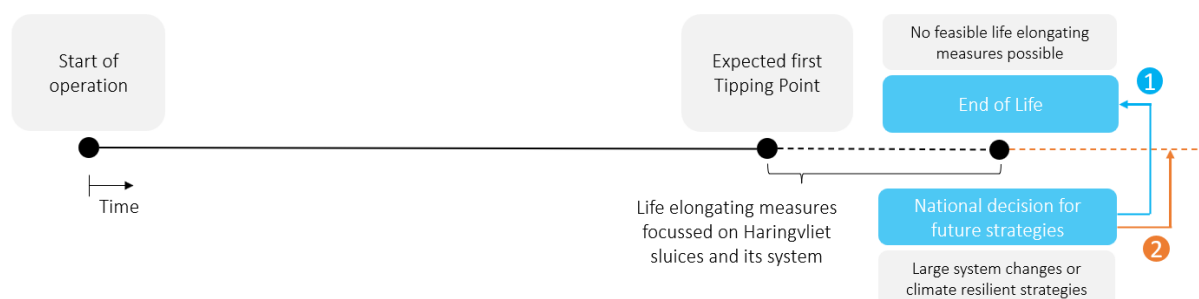 Start of
operation
Expected first
Tipping Point
No feasible life elongating
measures possible
End of Life
1
Time
Life elongating measures
focussed on Haringvliet
sluices and its system
National decision for
future strategies
2
Large system changes or
climate resilient strategies